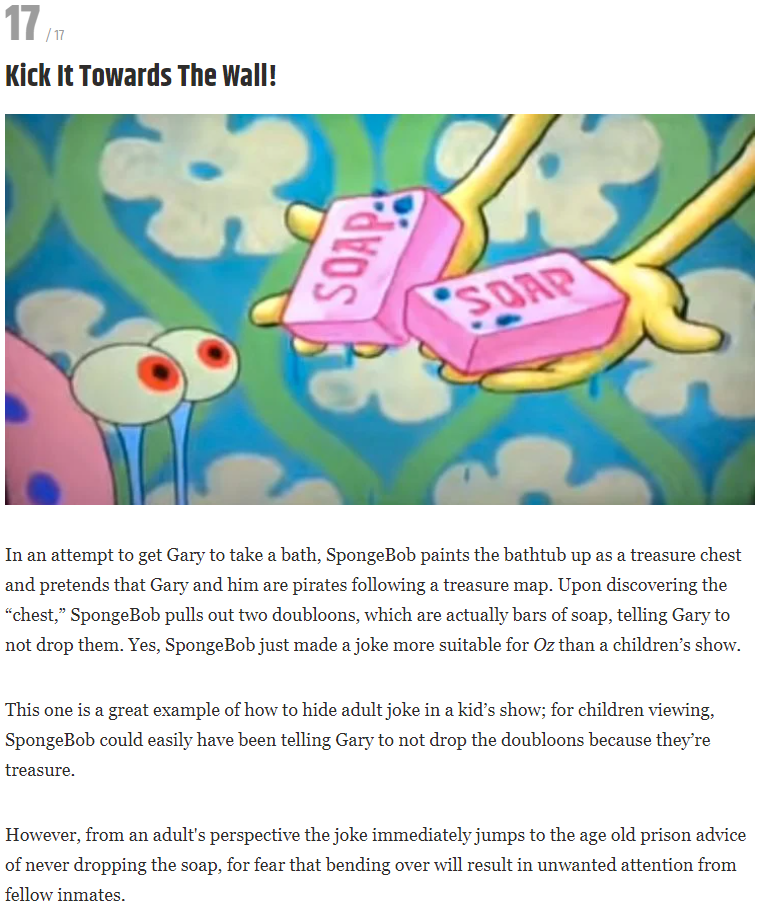 17 / 17
Kick It Towards The Wall!
SOAP
SOAP
In an attempt to get Gary to take a bath, SpongeBob paints the bathtub up as a treasure chest
and pretends that Gary and him are pirates following a treasure map. Upon discovering the
“chest,” SpongeBob pulls out two doubloons, which are actually bars of soap, telling Gary to
not drop them. Yes, SpongeBob just made a joke more suitable for Oz than a children’s show.
This one is a great example of how to hide adult joke in a kid’s show; for children viewing,
SpongeBob could easily have been telling Gary to not drop the doubloons because they’re
treasure.
However, from an adult's perspective the joke immediately jumps to the age old prison advice
of never dropping the soap, for fear that bending over will result in unwanted attention from
fellow inmates.